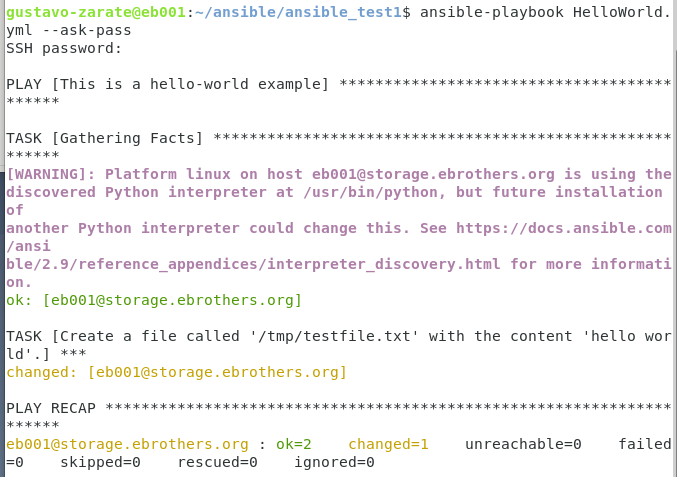 gustavo-zarate@eb001:~/ansible/ansible_test1$ ansible-playbook HelloWorld.
yml --ask-pass
SSH password:
PLAY [This is a hello-world example] *************************************
******
TASK [Gathering Facts] ***************************************************
******
[WARNING]: Platform linux on host eb001@storage.ebrothers.org is using the
discovered Python interpreter at /usr/bin/python, but future installation
of
another Python interpreter could change this. See https://docs.ansible.com
/ansi
ble/2.9/reference_appendices/interpreter_discovery.html for more informati
on.
ok: [eb001@storage.ebrothers.org]
TASK [Create a file called '/tmp/testfile.txt' with the content 'hello wor
ld'.] ***
changed: [eb001@storage.ebrothers.org]
PLAY RECAP ***************************************************************
******
eb001@storage.ebrothers.org : ok=2    changed=1    unreachable=0    failed
=0    skipped=0    rescued=0    ignored=0